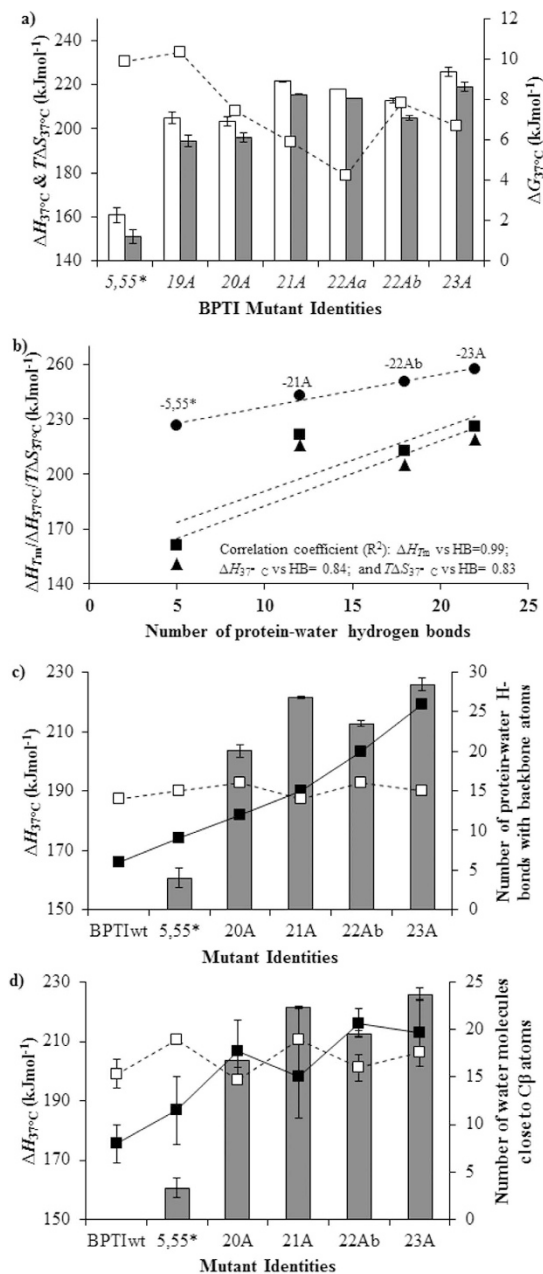 a)
ΔH37°C & TΔS37°C (kJmol-1)
240
220
200
180
160
140
12
10
8
6
4
2
0
ΔG37°C (kJmol-1)
5,55* 19A 20A 21A 22Aa 22Ab 23A
BPTI Mutant Identities
b)
ΔHTm/ΔH37°C/TΔS37°C (kJmol-1)
260
230
200
170
140
-5,55*
-21A
-22Ab
-23A
Correlation coefficient (R2): ΔHTm vs HB=0.99;
ΔH37° C vs HB= 0.84; and TΔS37° C vs HB= 0.83
0 5 10 15 20 25
Number of protein-water hydrogen bonds
c)
ΔH37°C (kJmol-1)
230
210
190
170
150
30
25
20
15
10
5
0
Number of protein-water H-
bonds with backbone atoms
BPTIwt 5,55* 20A 21A 22Ab 23A
Mutant Identities
d)
ΔH37°C (kJmol-1)
230
210
190
170
150
25
20
15
10
5
0
Number of water molecules
close to Cβ atoms
BPTIwt 5,55* 20A 21A 22Ab 23A
Mutant Identities